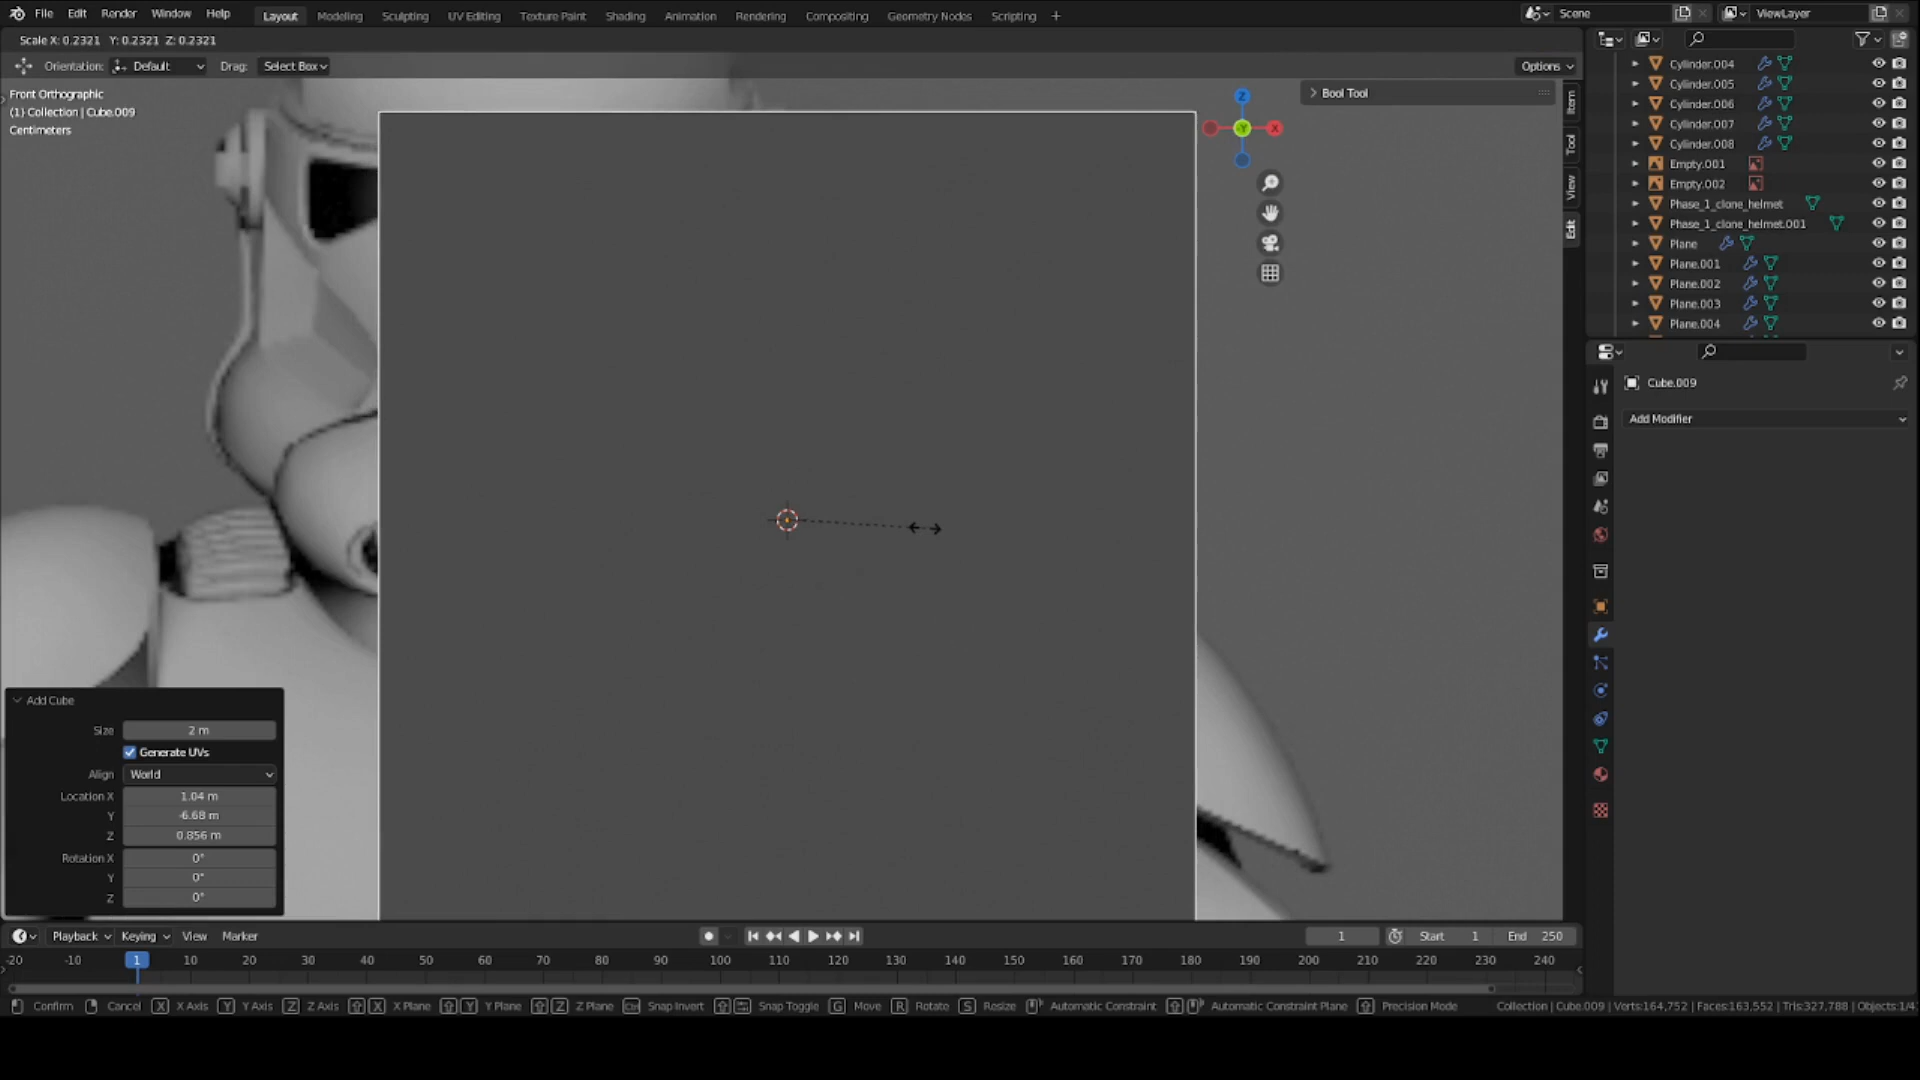 File Edit Render Window Help Layout Modeling Sculpting UV Editing Texture Paint Shading Animation Rendering Compositing Geometry Nodes Scripting + Scene ViewLayer
Scale X: 0.2321 Y: 0.2321 Z: 0.2321
Orientation: Default Drag: Select Box Options
Front Orthographic
(1) Collection | Cube.009
Centimeters
Z
-Y
X
Bool Tool
Item
Tool
View
Edit
Cylinder.004
Cylinder.005
Cylinder.006
Cylinder.007
Cylinder.008
Empty.001
Empty.002
Phase_1_clone_helmet
Phase_1_clone_helmet.001
Plane
Plane.001
Plane.002
Plane.003
Plane.004
Cube.009
Add Modifier
Add Cube
Size 2 m
Generate UVs
Align World
Location X 1.04 m
Y -6.68 m
Z 0.856 m
Rotation X 0°
Y 0°
Z 0°
Playback Keying View Marker 1 Start 1 End 250
-20 -10 1 10 20 30 40 50 60 70 80 90 100 110 120 130 140 150 160 170 180 190 200 210 220 230 240
Confirm Cancel X X Axis Y Y Axis Z Z Axis X X Plane Y Y Plane Z Z Plane Ctrl Snap Invert Snap Toggle G Move R Rotate S Resize Automatic Constraint Automatic Constraint Plane Precision Mode Collection | Cube.009 | Verts:164,752 | Faces:163,552 | Tris:327,788 | Objects:1/4